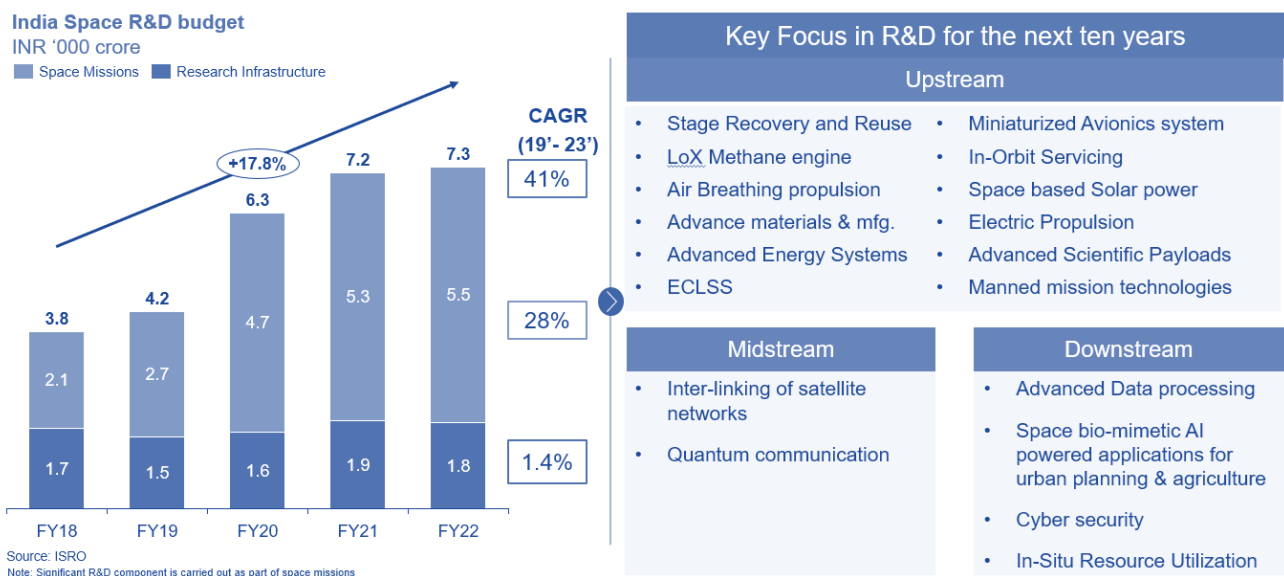 India Space R&D budget
INR ‘000 crore
Space Missions
Research Infrastructure
+17.8%
3.8
4.2
6.3
7.2
7.3
2.1
2.7
4.7
5.3
5.5
1.7
1.5
1.6
1.9
1.8
FY18
FY19
FY20
FY21
FY22
CAGR
(19’- 23’)
41%
28%
1.4%
Source: ISRO
Note: Significant R&D component is carried out as part of space missions
Key Focus in R&D for the next ten years
Upstream
• Stage Recovery and Reuse
• LoX Methane engine
• Air Breathing propulsion
• Advance materials & mfg.
• Advanced Energy Systems
• ECLSS
• Miniaturized Avionics system
• In-Orbit Servicing
• Space based Solar power
• Electric Propulsion
• Advanced Scientific Payloads
• Manned mission technologies
Midstream
• Inter-linking of satellite
networks
• Quantum communication
Downstream
• Advanced Data processing
• Space bio-mimetic AI
powered applications for
urban planning & agriculture
• Cyber security
• In-Situ Resource Utilization